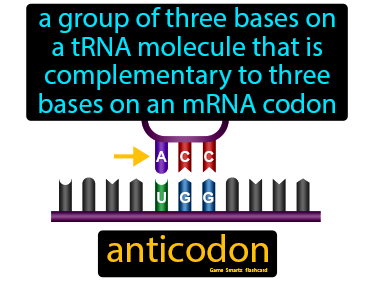 a group of three bases on
a tRNA molecule that is
complementary to three
bases on an mRNA codon
A C C
U G G
anticodon
Game Smartz flashcard